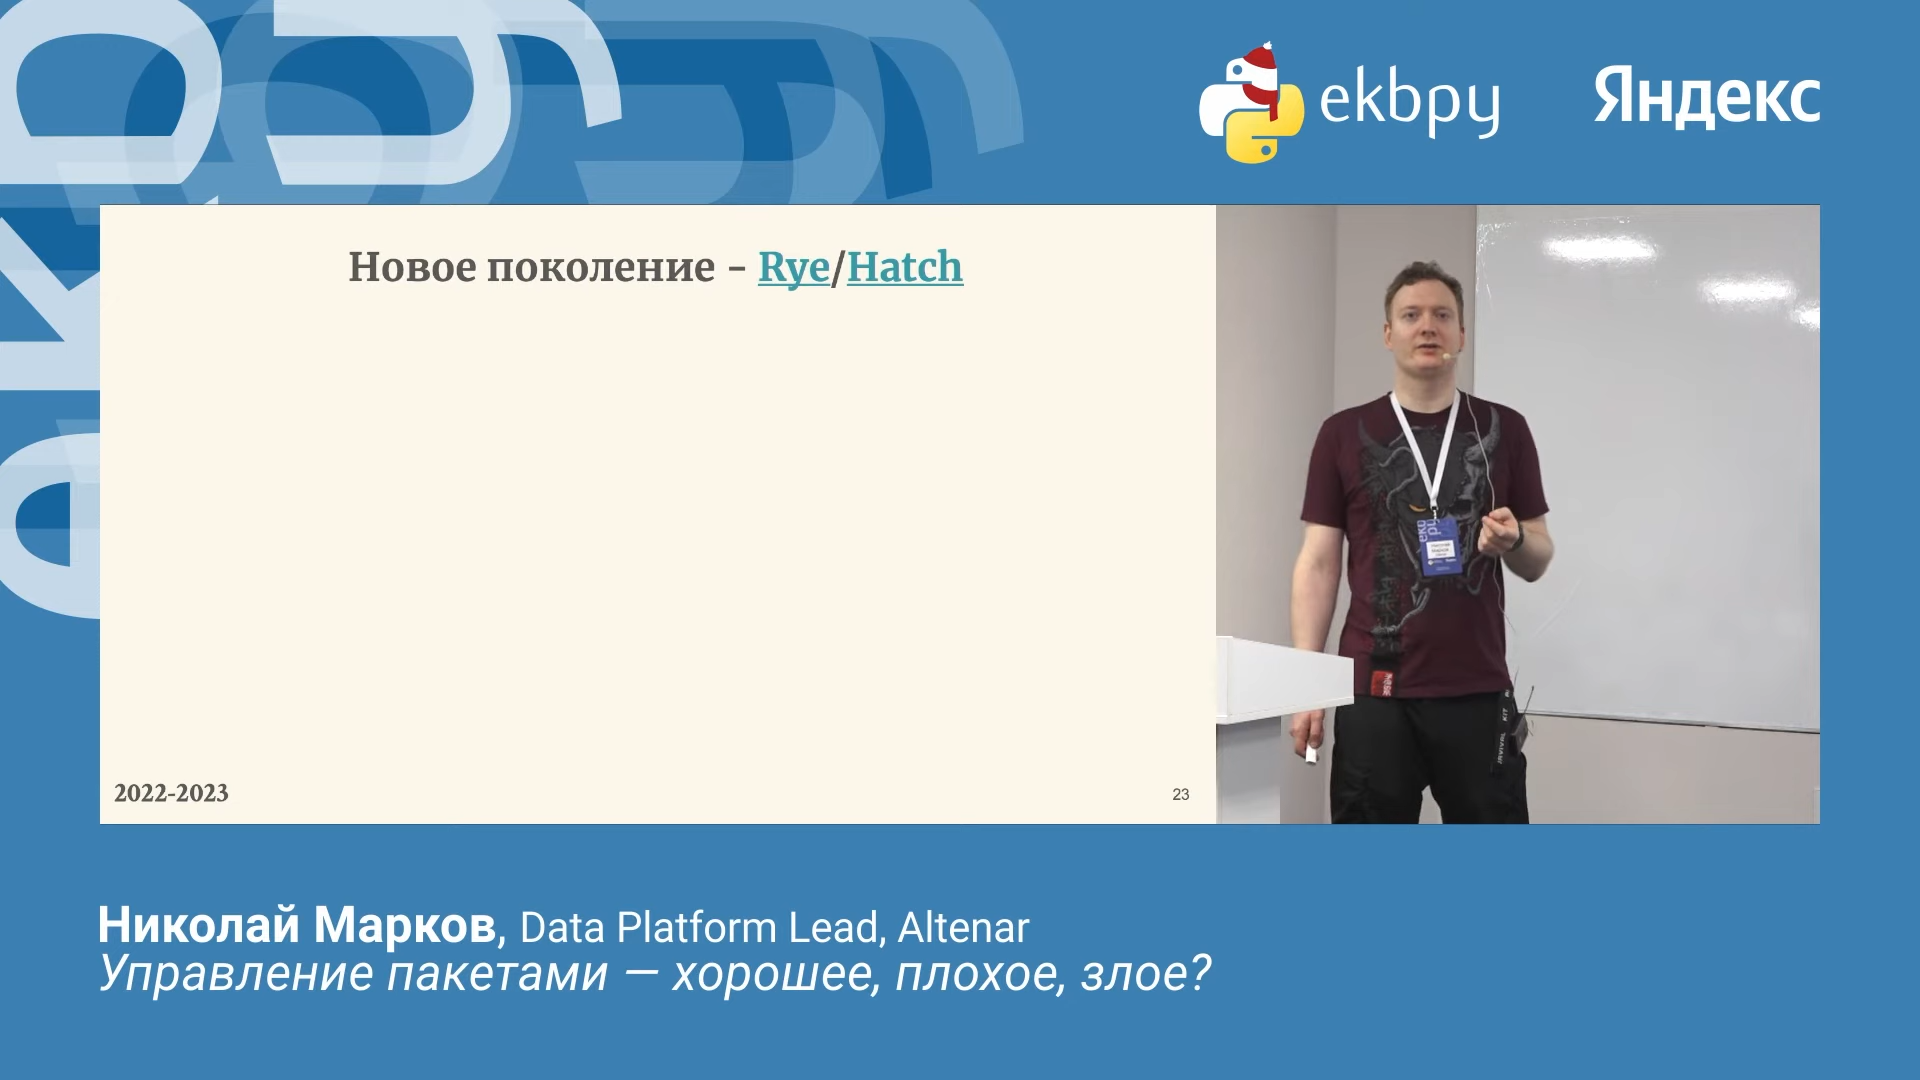 ekbpy
Яндекс
Новое поколение - Rye/Hatch
2022-2023
23
Николай Марков, Data Platform Lead, Altenar
Управление пакетами — хорошее, плохое, злое?